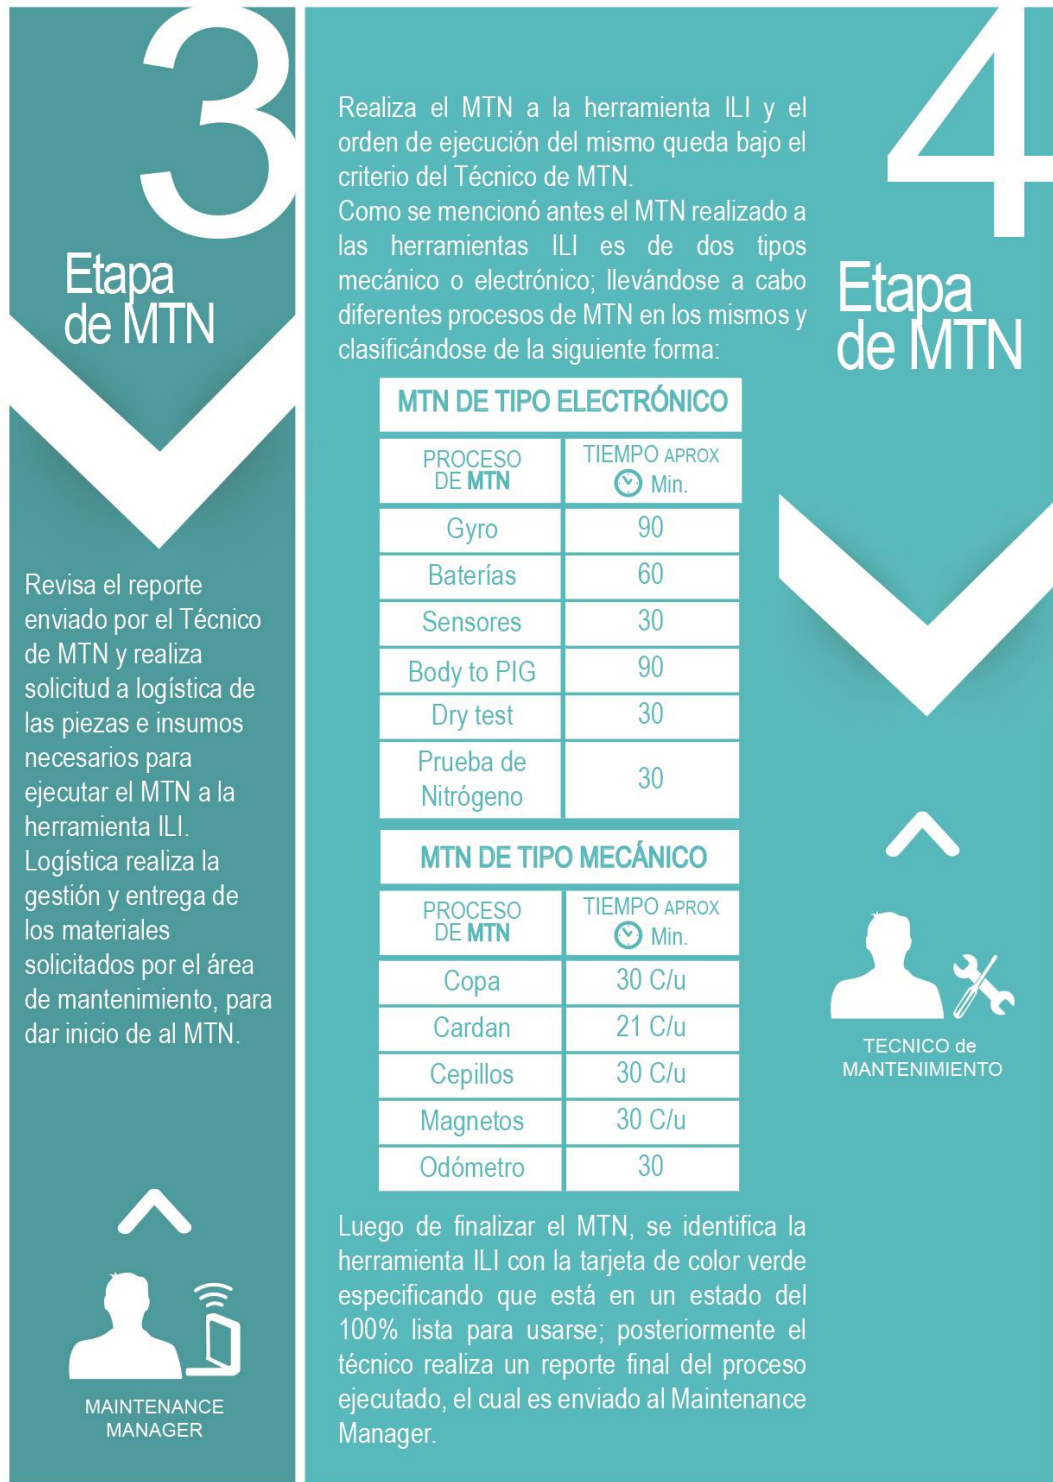 3
Etapa
de MTN
Revisa el reporte
enviado por el Técnico
de MTN y realiza
solicitud a logística de
las piezas e insumos
necesarios para
ejecutar el MTN a la
herramienta ILI.
Logística realiza la
gestión y entrega de
los materiales
solicitados por el área
de mantenimiento, para
dar inicio de al MTN.
MAINTENANCE
MANAGER
4
Etapa
de MTN
Realiza el MTN a la herramienta ILI y el
orden de ejecución del mismo queda bajo el
criterio del Técnico de MTN.
Como se mencionó antes el MTN realizado a
las herramientas ILI es de dos tipos
mecánico o electrónico; llevándose a cabo
diferentes procesos de MTN en los mismos y
clasificándose de la siguiente forma:
MTN DE TIPO ELECTRÓNICO
PROCESO DE MTN TIEMPO APROX Min.
Gyro 90
Baterías 60
Sensores 30
Body to PIG 90
Dry test 30
Prueba de Nitrógeno 30
MTN DE TIPO MECÁNICO
PROCESO DE MTN TIEMPO APROX Min.
Copa 30 C/u
Cardan 21 C/u
Cepillos 30 C/u
Magnetos 30 C/u
Odómetro 30
Luego de finalizar el MTN, se identifica la
herramienta ILI con la tarjeta de color verde
especificando que está en un estado del
100% lista para usarse; posteriormente el
técnico realiza un reporte final del proceso
ejecutado, el cual es enviado al Maintenance
Manager.
TECNICO de
MANTENIMIENTO